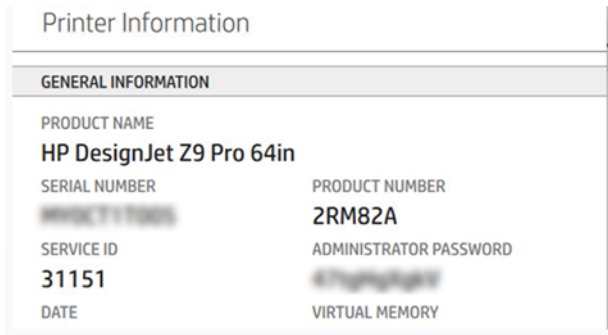 Printer Information
GENERAL INFORMATION
PRODUCT NAME
HP DesignJet Z9 Pro 64in
SERIAL NUMBER PRODUCT NUMBER
2RM82A
SERVICE ID ADMINISTRATOR PASSWORD
31151
DATE VIRTUAL MEMORY